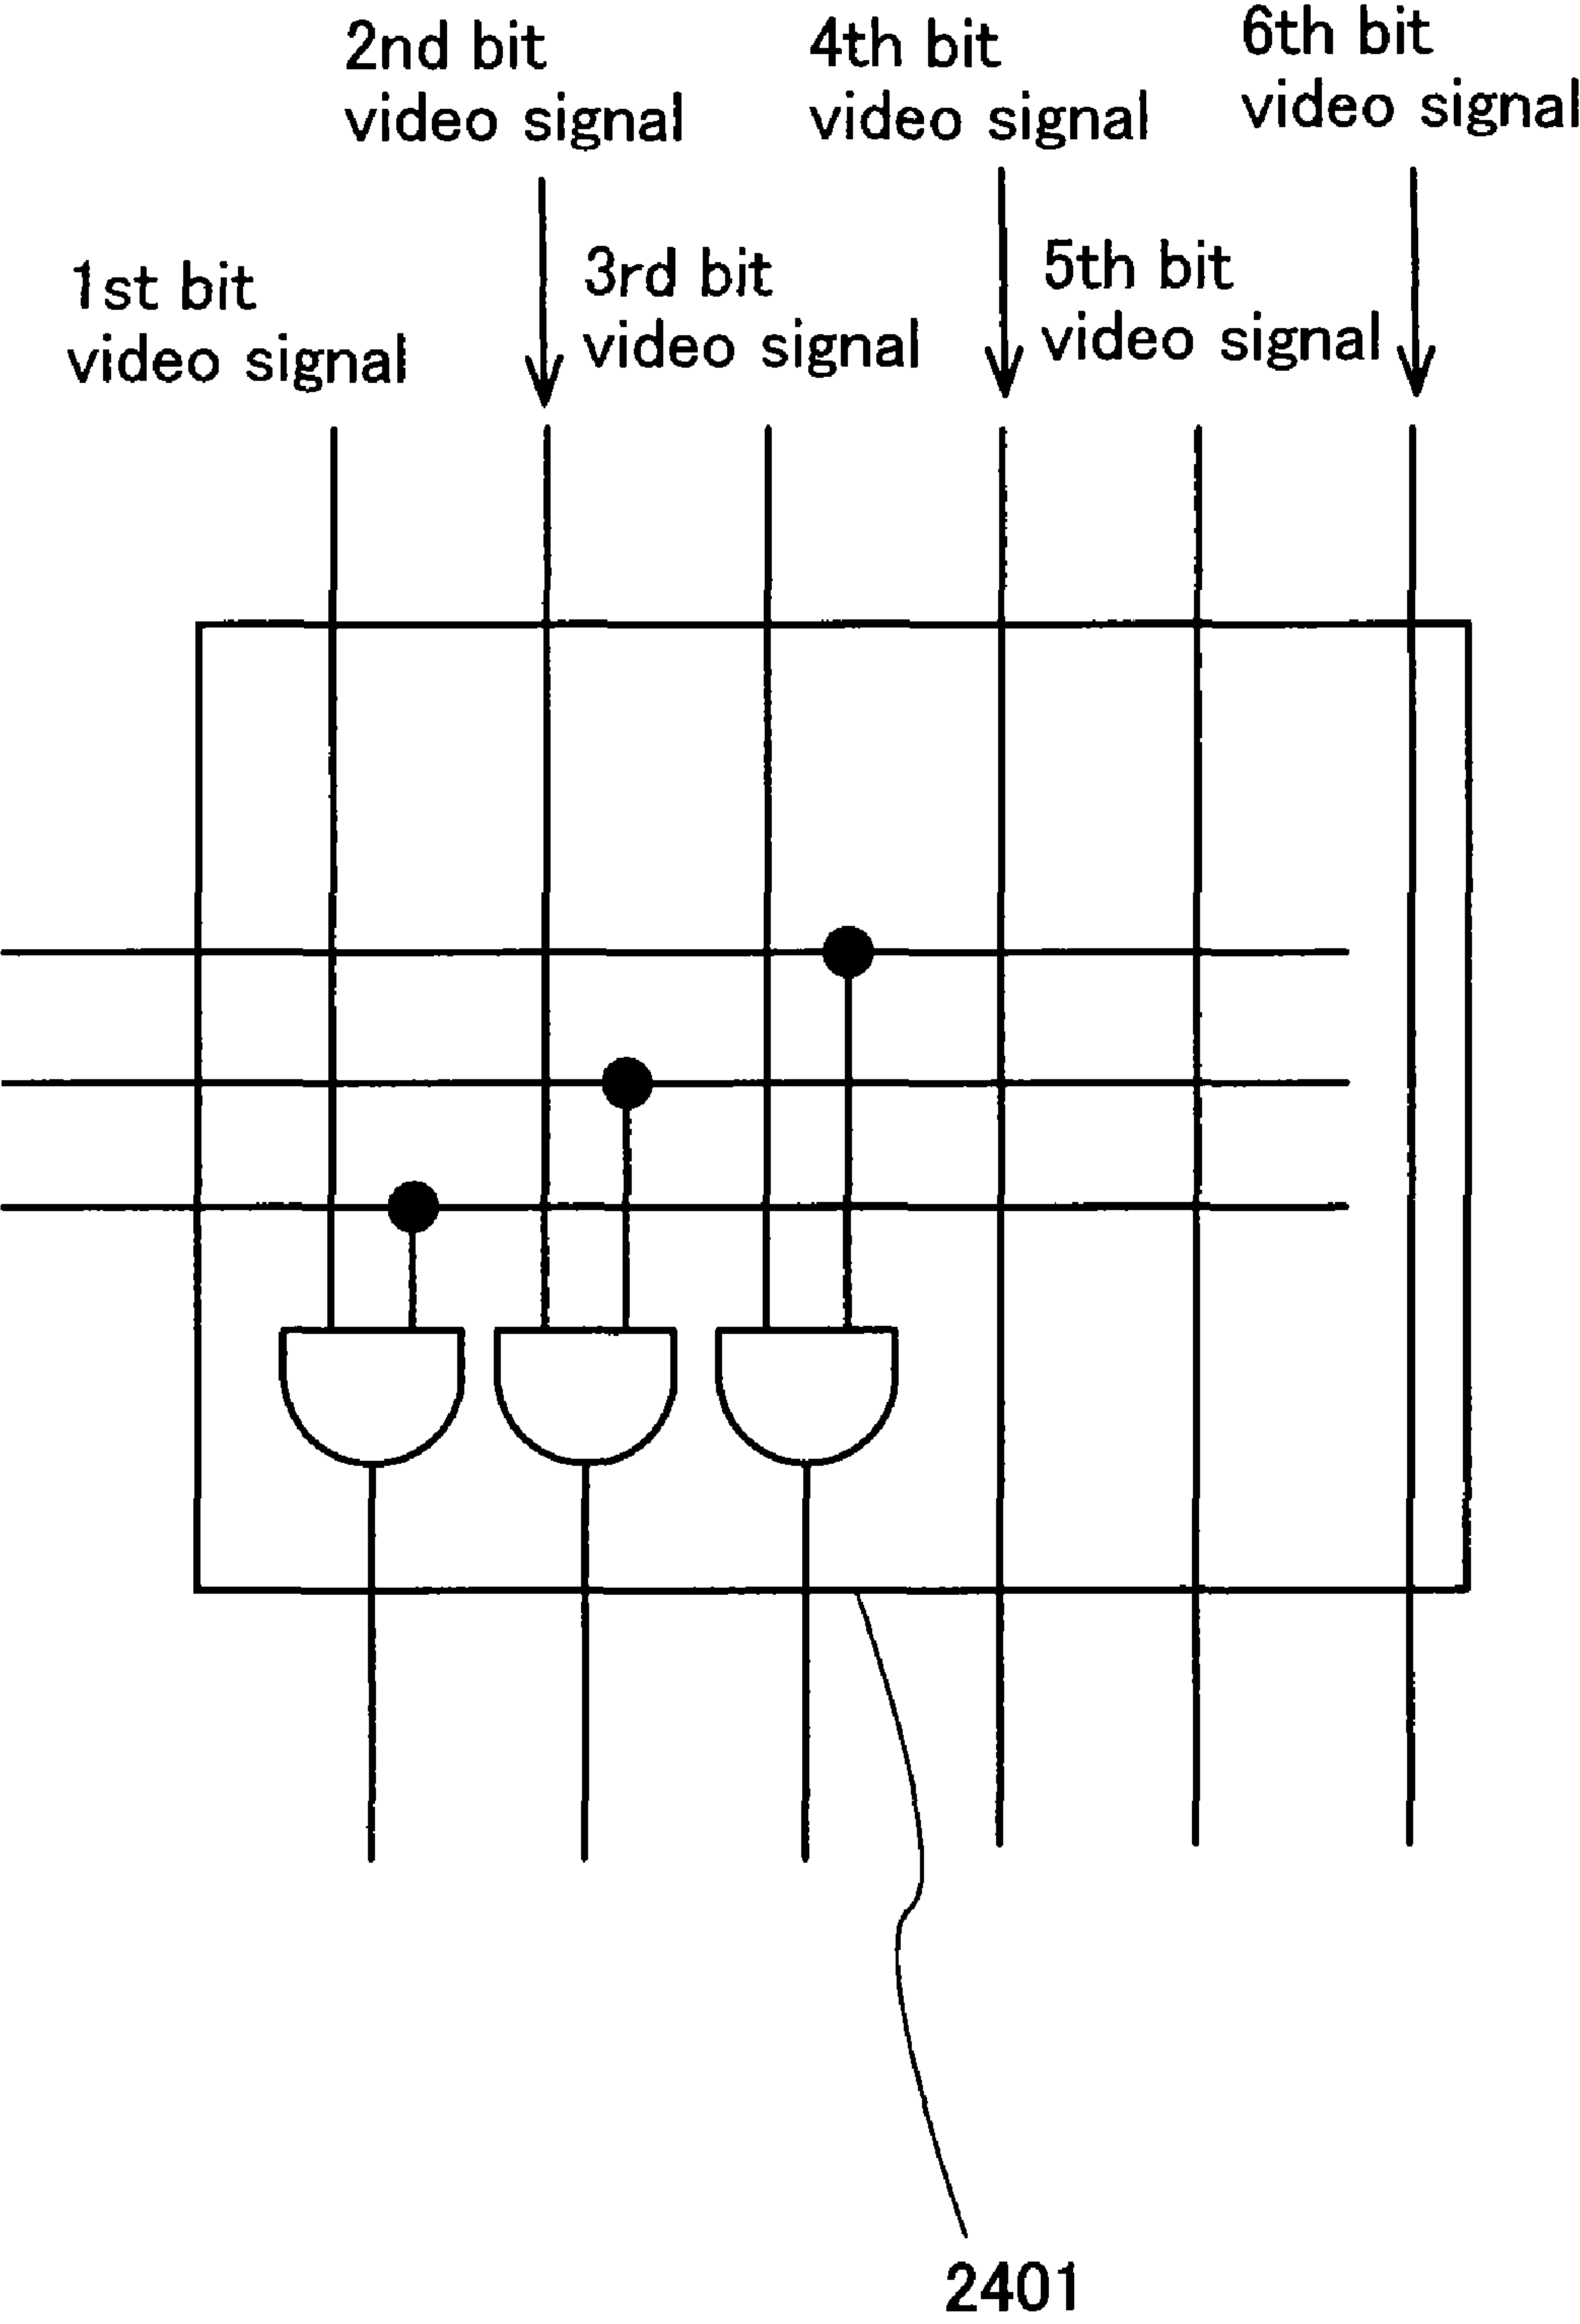 2nd bit
video signal
4th bit
video signal
6th bit
video signal
1st bit
video signal
3rd bit
video signal
5th bit
video signal
2401